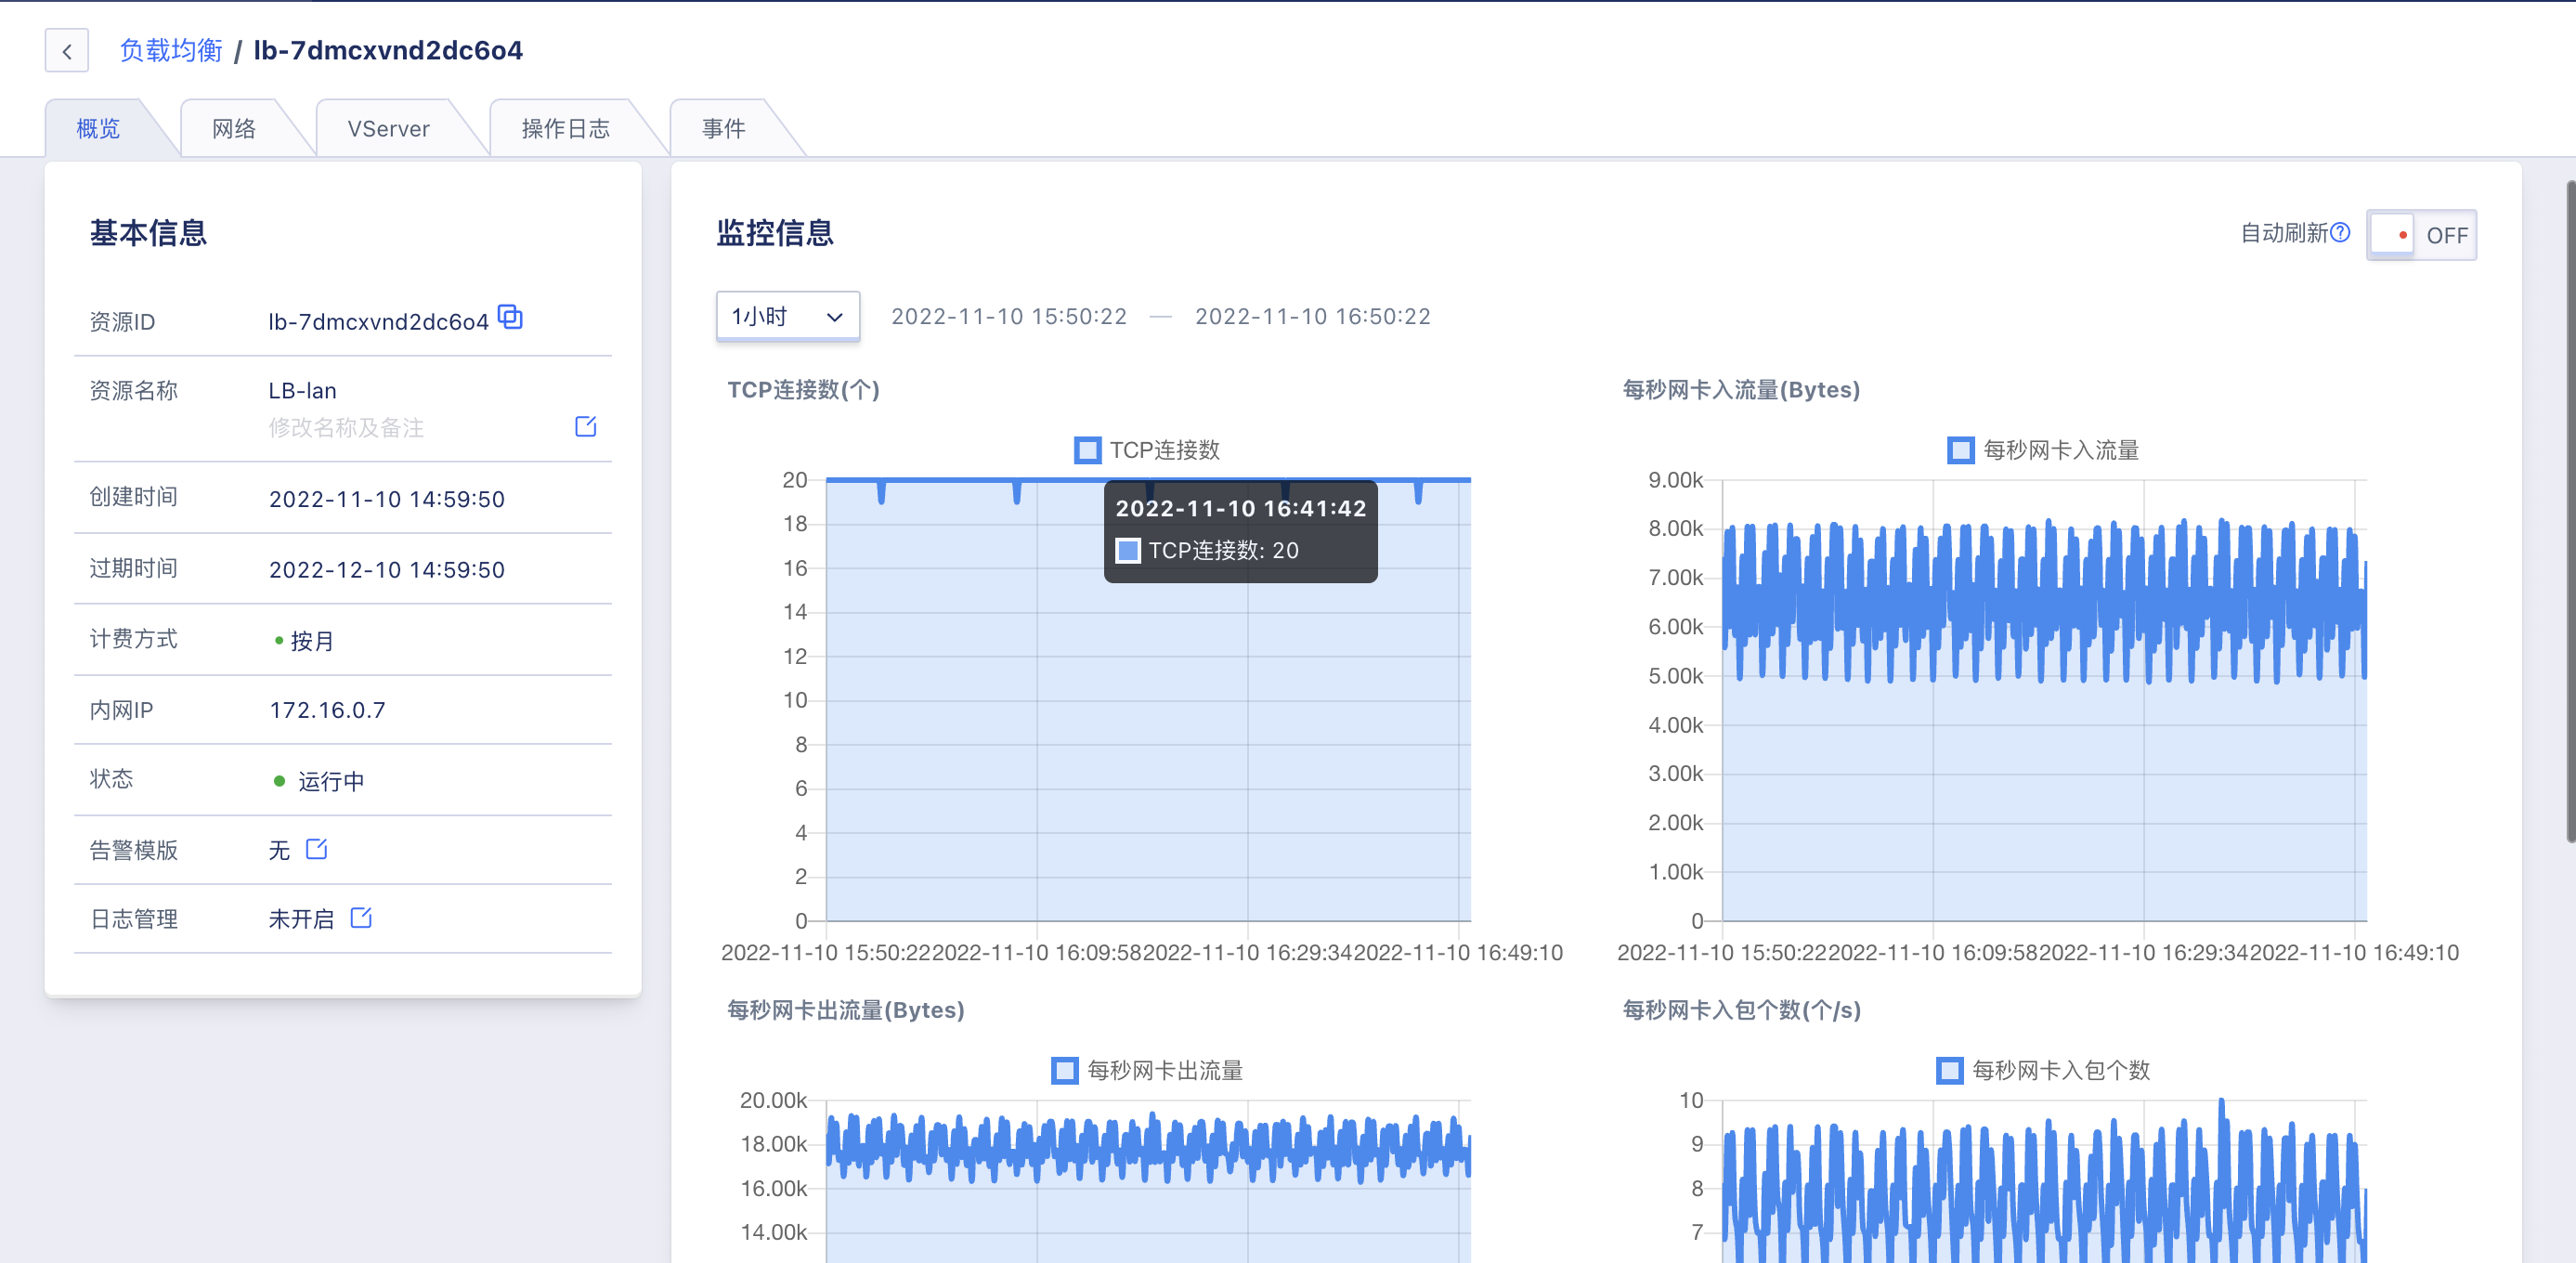 负载均衡 / lb-7dmcxvnd2dc6o4
概览 网络 VServer 操作日志 事件
基本信息
资源ID lb-7dmcxvnd2dc6o4
资源名称 LB-lan
修改名称及备注
创建时间 2022-11-10 14:59:50
过期时间 2022-12-10 14:59:50
计费方式 按月
内网IP 172.16.0.7
状态 运行中
告警模版 无
日志管理 未开启
监控信息
自动刷新 OFF
1小时 2022-11-10 15:50:22 — 2022-11-10 16:50:22
TCP连接数(个)
TCP连接数
20
18
16
14
12
10
8
6
4
2
0
2022-11-10 16:41:42
TCP连接数: 20
2022-11-10 15:50:22 2022-11-10 16:09:58 2022-11-10 16:29:34 2022-11-10 16:49:10
每秒网卡入流量(Bytes)
每秒网卡入流量
9.00k
8.00k
7.00k
6.00k
5.00k
4.00k
3.00k
2.00k
1.00k
0
2022-11-10 15:50:22 2022-11-10 16:09:58 2022-11-10 16:29:34 2022-11-10 16:49:10
每秒网卡出流量(Bytes)
每秒网卡出流量
20.00k
18.00k
16.00k
14.00k
每秒网卡入包个数(个/s)
每秒网卡入包个数
10
9
8
7